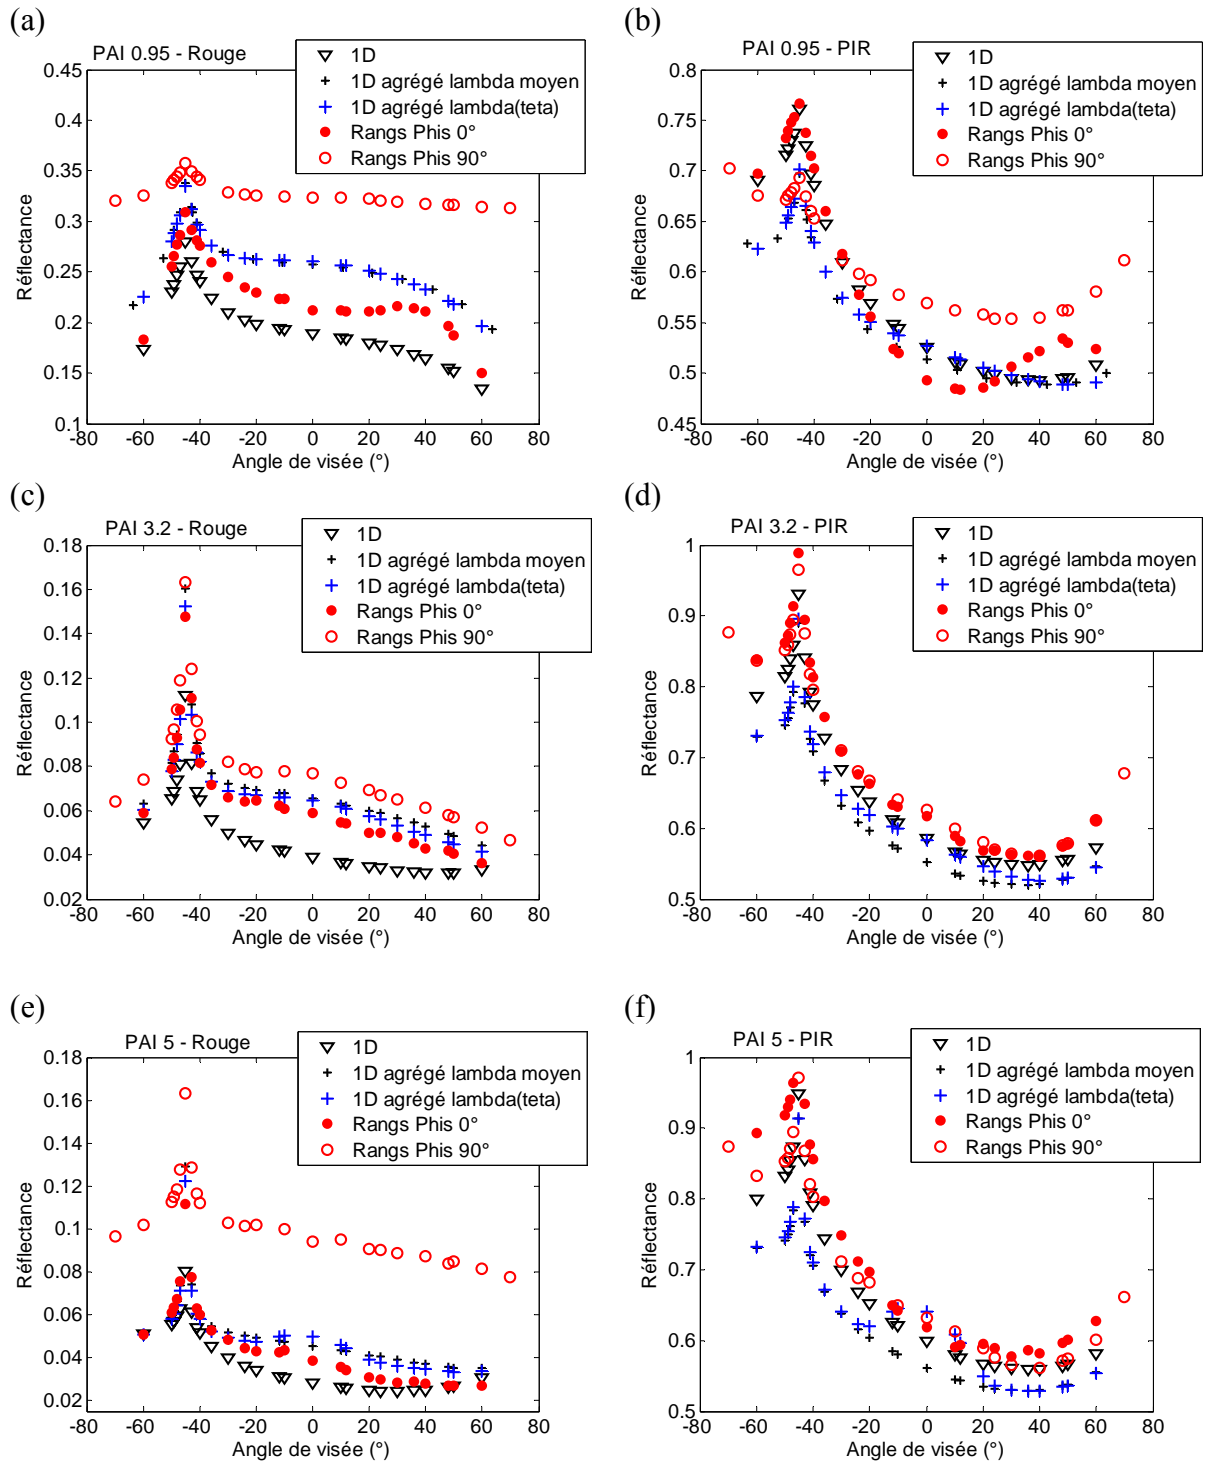 (a)
PAI 0.95 - Rouge
1D
1D agrégé lambda moyen
1D agrégé lambda(teta)
Rangs Phis 0°
Rangs Phis 90°
0.45
0.4
0.35
0.3
0.25
0.2
0.15
0.1
Réflectance
-80 -60 -40 -20 0 20 40 60 80
Angle de visée (°)
(b)
PAI 0.95 - PIR
1D
1D agrégé lambda moyen
1D agrégé lambda(teta)
Rangs Phis 0°
Rangs Phis 90°
0.8
0.75
0.7
0.65
0.6
0.55
0.5
0.45
Réflectance
-80 -60 -40 -20 0 20 40 60 80
Angle de visée (°)
(c)
PAI 3.2 - Rouge
1D
1D agrégé lambda moyen
1D agrégé lambda(teta)
Rangs Phis 0°
Rangs Phis 90°
0.18
0.16
0.14
0.12
0.1
0.08
0.06
0.04
0.02
Réflectance
-80 -60 -40 -20 0 20 40 60 80
Angle de visée (°)
(d)
PAI 3.2 - PIR
1D
1D agrégé lambda moyen
1D agrégé lambda(teta)
Rangs Phis 0°
Rangs Phis 90°
1
0.9
0.8
0.7
0.6
0.5
Réflectance
-80 -60 -40 -20 0 20 40 60 80
Angle de visée (°)
(e)
PAI 5 - Rouge
1D
1D agrégé lambda moyen
1D agrégé lambda(teta)
Rangs Phis 0°
Rangs Phis 90°
0.18
0.16
0.14
0.12
0.1
0.08
0.06
0.04
0.02
Réflectance
-80 -60 -40 -20 0 20 40 60 80
Angle de visée (°)
(f)
PAI 5 - PIR
1D
1D agrégé lambda moyen
1D agrégé lambda(teta)
Rangs Phis 0°
Rangs Phis 90°
1
0.9
0.8
0.7
0.6
0.5
Réflectance
-80 -60 -40 -20 0 20 40 60 80
Angle de visée (°)